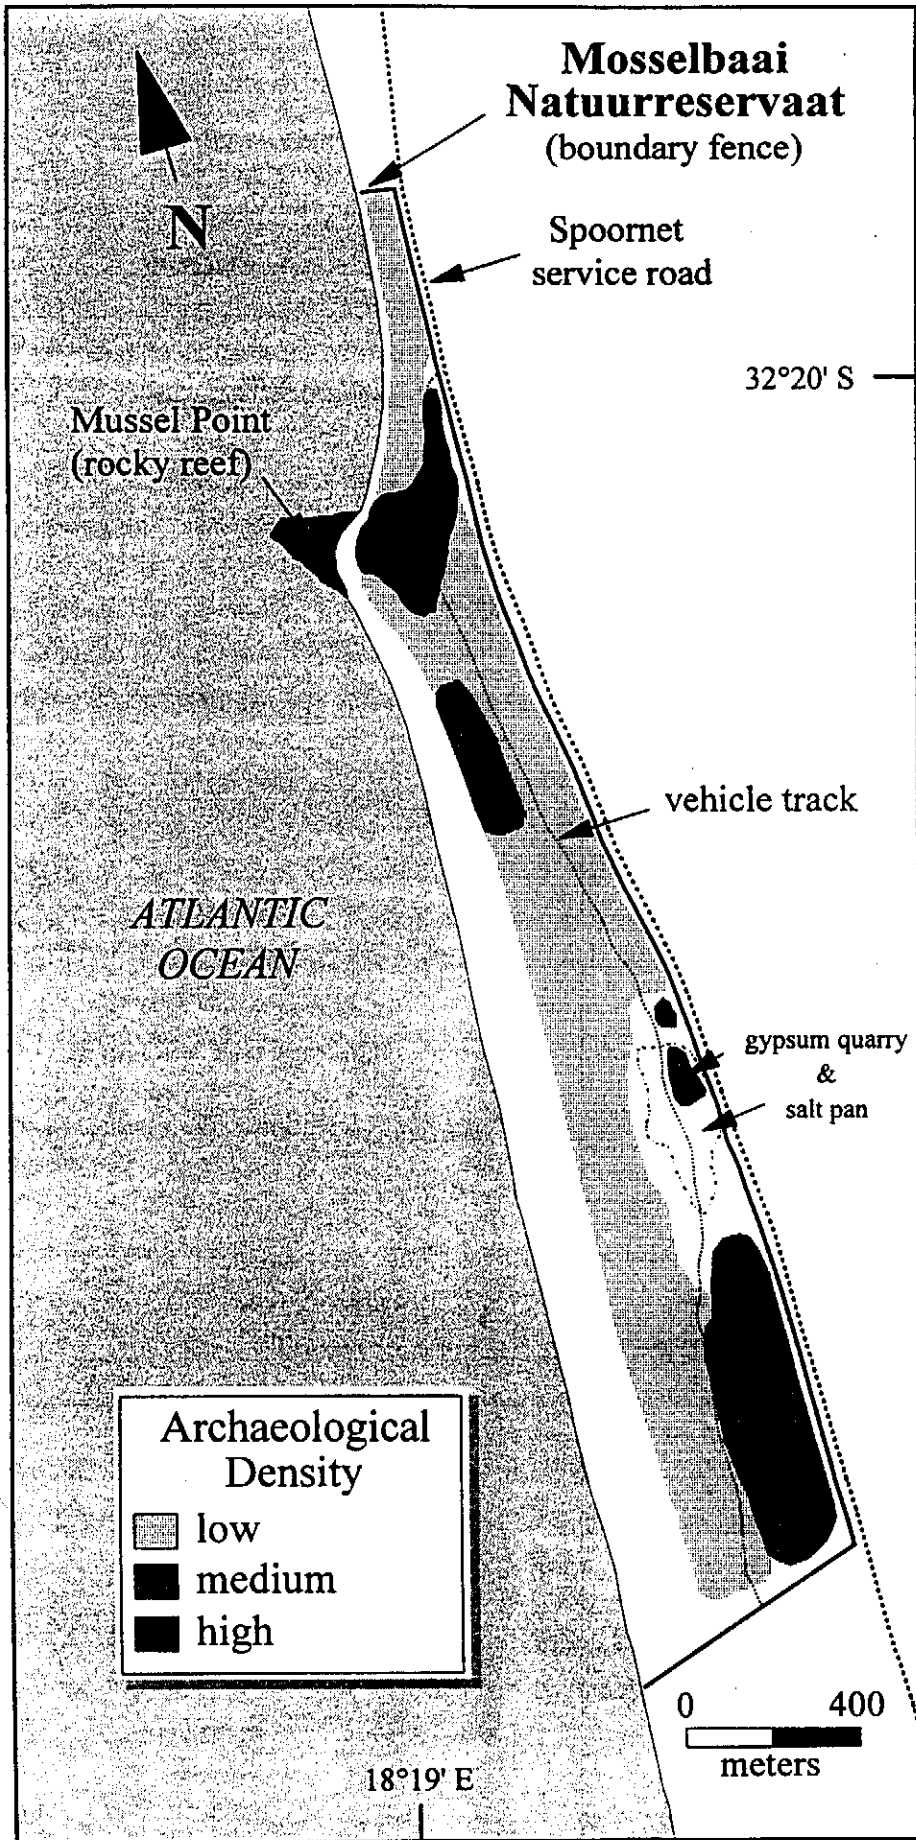 Mosselbaai
Natuurreservaat
(boundary fence)
N
Spoornet
service road
32°20' S
Mussel Point
(rocky reef)
vehicle track
ATLANTIC
OCEAN
gypsum quarry
&
salt pan
Archaeological
Density
low
medium
high
0 400
meters
18°19' E